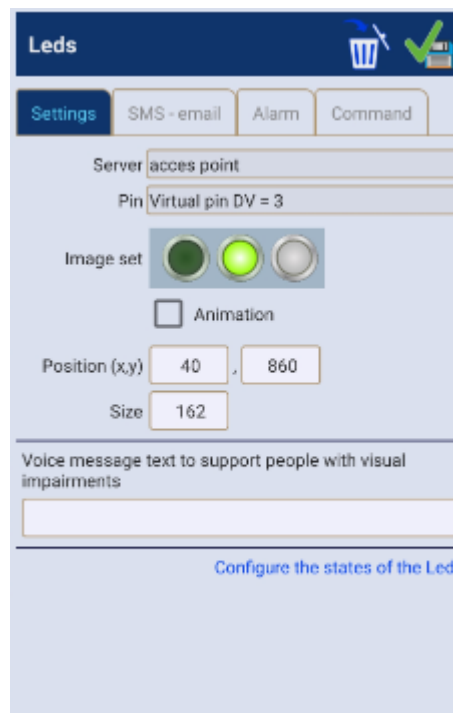 Leds
Settings SMS - email Alarm Command
Server acces point
Pin Virtual pin DV = 3
Image set
Animation
Position (x,y) 40 , 860
Size 162
Voice message text to support people with visual
impairments
Configure the states of the Led